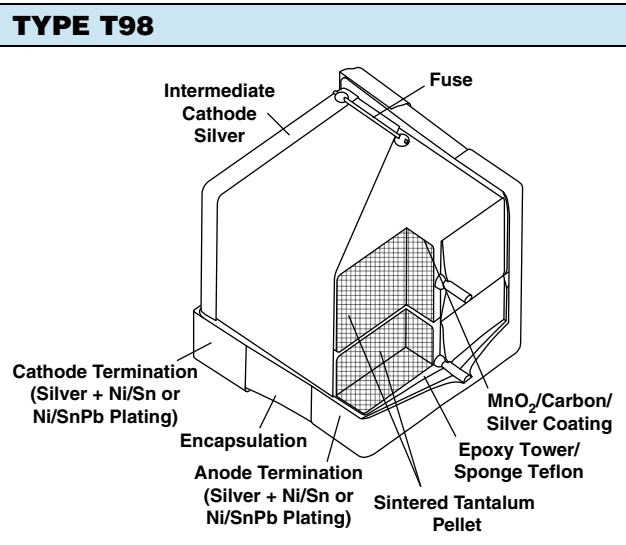 TYPE T98
Intermediate
Cathode
Silver
Fuse
Cathode Termination
(Silver + Ni/Sn or
Ni/SnPb Plating)
Encapsulation
Anode Termination
(Silver + Ni/Sn or
Ni/SnPb Plating)
MnO₂/Carbon/
Silver Coating
Epoxy Tower/
Sponge Teflon
Sintered Tantalum
Pellet